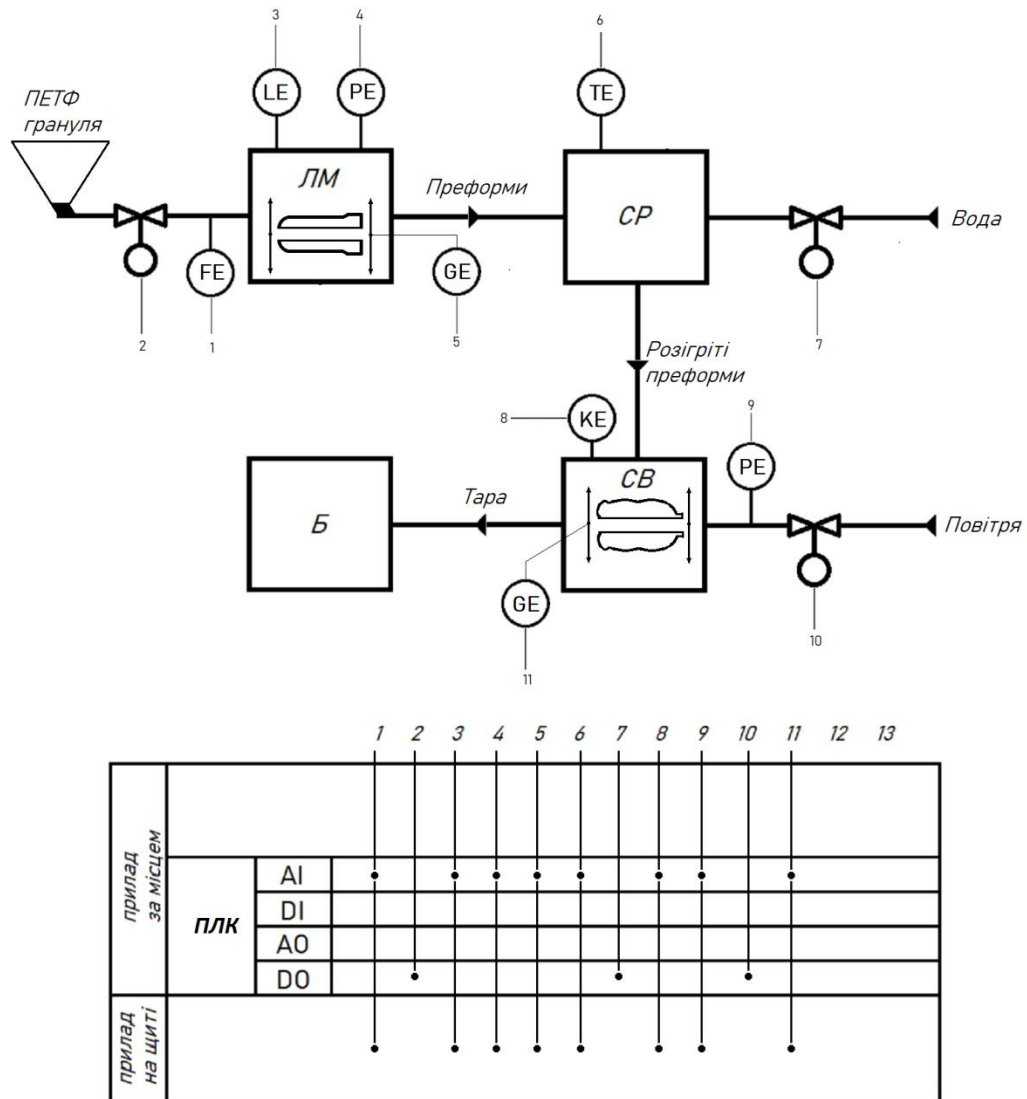 3
4
6
LE
PE
TE
ПЕТФ
грануля
ЛМ
Преформи
СР
Вода
FE
GE
2
1
5
7
Розігріті
преформи
8
KE
9
PE
СВ
Тара
Б
Повітря
GE
10
11
1 2 3 4 5 6 7 8 9 10 11 12 13
прилад
за місцем
ПЛК
AI
DI
AO
DO
прилад
на щиті